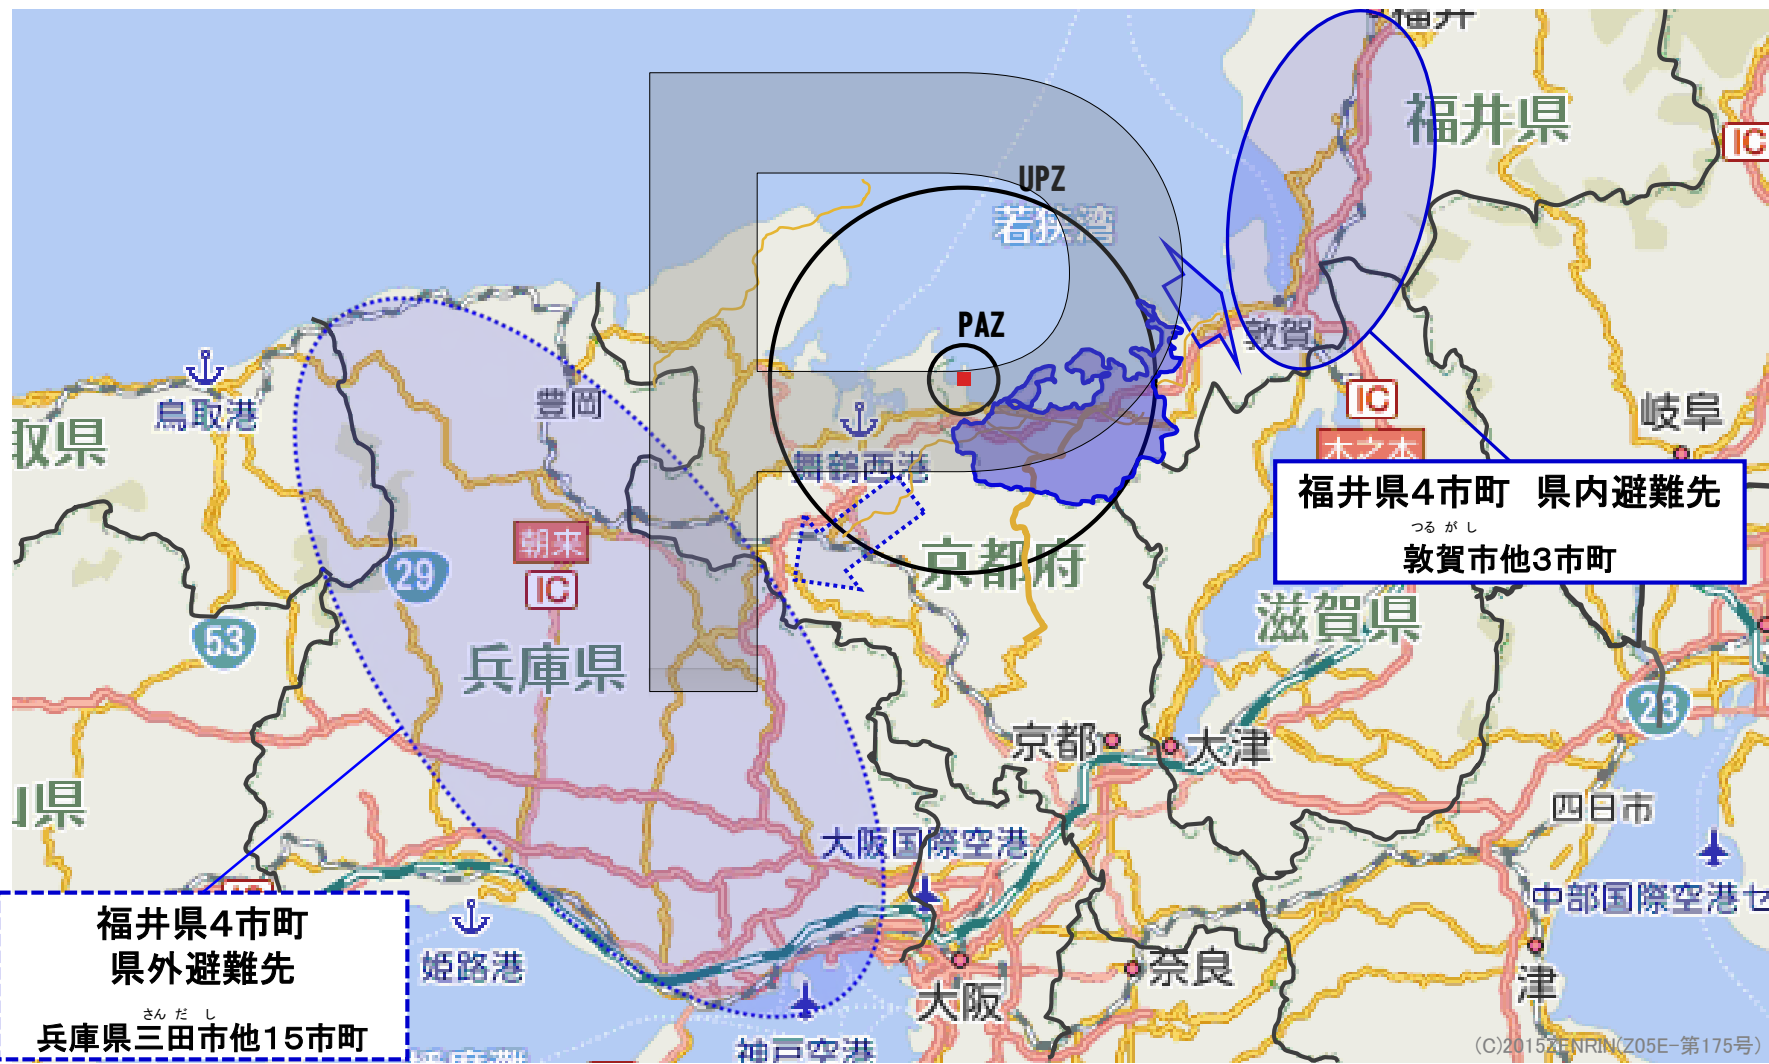 福井
福井県
IC
UPZ
若狭湾
PAZ
敦賀
鳥取港
豊岡
取県
舞鶴西港
IC
木之本
岐阜
福井県4市町 県内避難先
つるがし
敦賀市他3市町
朝来
IC
29
京都府
滋賀県
53
兵庫県
23
京都
大津
四日市
大阪国際空港
中部国際空港セ
福井県4市町
県外避難先
さんだし
兵庫県三田市他15市町
姫路港
大阪
奈良
津
神戸空港
播磨灘
(C)2015ZENRIN(Z05E-第175号)